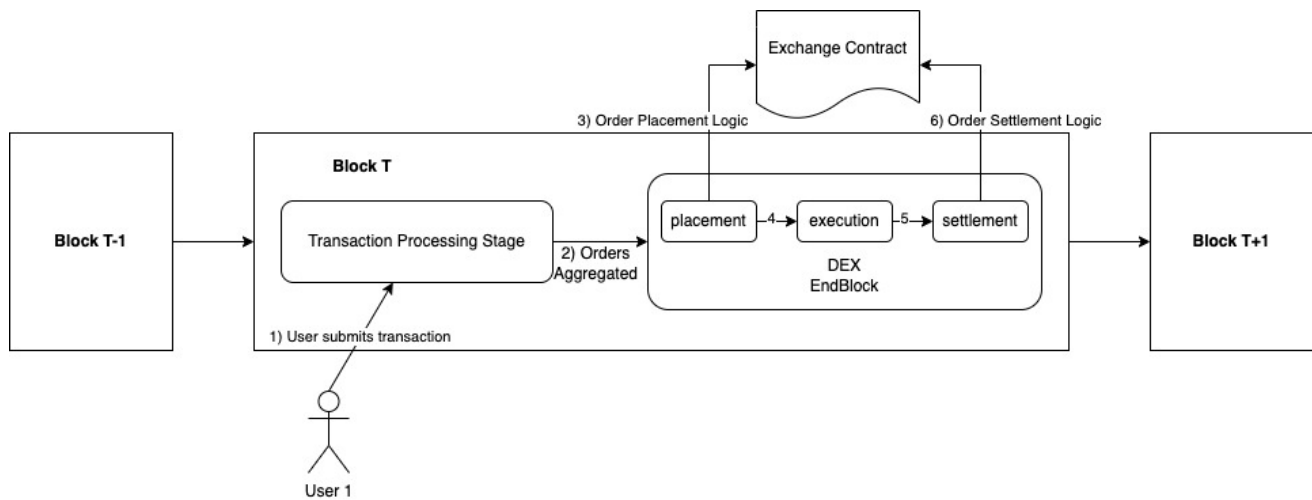 Exchange Contract
3) Order Placement Logic
6) Order Settlement Logic
Block T
Block T-1
Transaction Processing Stage
2) Orders
Aggregated
placement
4
execution
5
settlement
DEX
EndBlock
Block T+1
1) User submits transaction
User 1